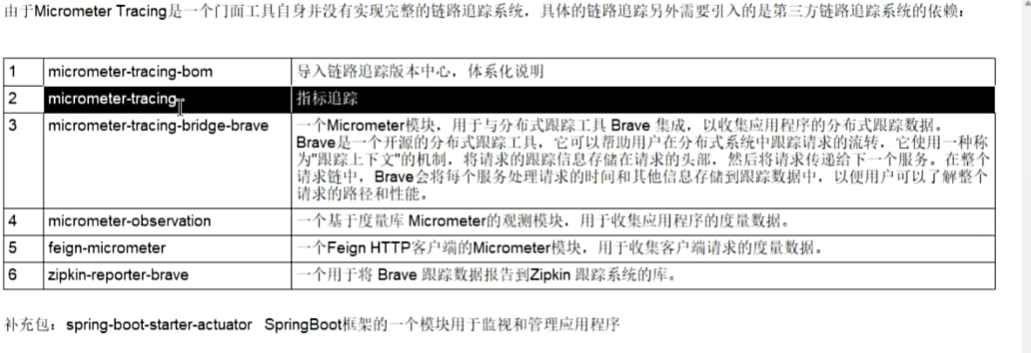 由于Micrometer Tracing是一个门面工具自身并没有实现完整的链路追踪系统，具体的链路追踪另外需要引入的是第三方链路追踪系统的依赖：
1 micrometer-tracing-bom 导入链路追踪版本中心，体系化说明
2 micrometer-tracing 指标追踪
3 micrometer-tracing-bridge-brave 一个Micrometer模块，用于与分布式跟踪工具 Brave 集成，以收集应用程序的分布式跟踪数据。
Brave是一个开源的分布式跟踪工具，它可以帮助用户在分布式系统中跟踪请求的流转，它使用一种称
为"跟踪上下文"的机制，将请求的跟踪信息存储在请求的头部，然后将请求传递给下一个服务。在整个
请求链中，Brave会将每个服务处理请求的时间和其他信息存储到跟踪数据中，以便用户可以了解整个
请求的路径和性能。
4 micrometer-observation 一个基于度量库 Micrometer的观测模块，用于收集应用程序的度量数据。
5 feign-micrometer 一个Feign HTTP客户端的Micrometer模块，用于收集客户端请求的度量数据。
6 zipkin-reporter-brave 一个用于将 Brave 跟踪数据报告到Zipkin 跟踪系统的库。
补充包：spring-boot-starter-actuator SpringBoot框架的一个模块用于监视和管理应用程序